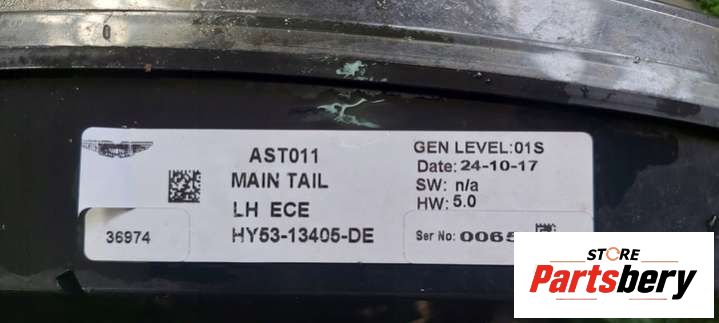 AST011
MAIN TAIL
LH ECE
36974
HY53-13405-DE
GEN LEVEL:01S
Date: 24-10-17
SW: n/a
HW: 5.0
Ser No: 0065
STORE
Partsbery